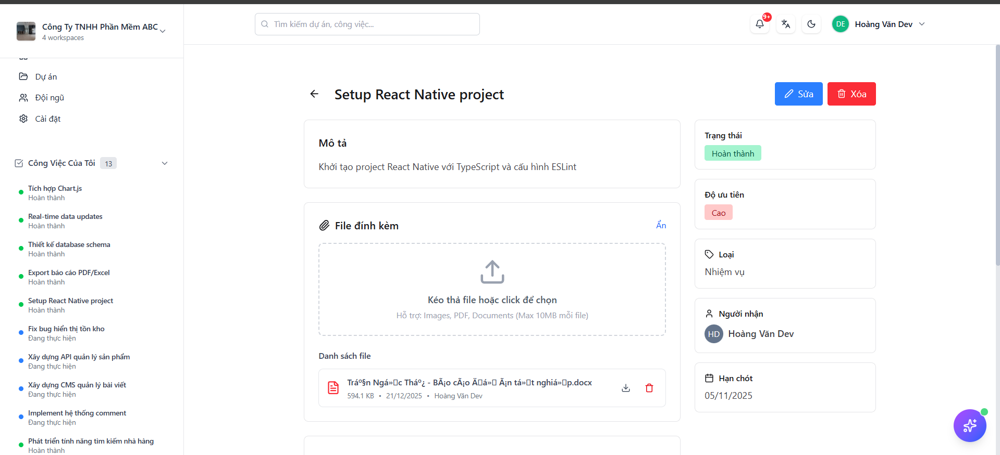 Công Ty TNHH Phần Mềm ABC
4 workspaces
Tìm kiếm dự án, công việc...
9+
DE
Hoàng Văn Dev
Dự án
Đội ngũ
Cài đặt
Công Việc Của Tôi 13
Tích hợp Chart.js
Hoàn thành
Real-time data updates
Hoàn thành
Thiết kế database schema
Hoàn thành
Export báo cáo PDF/Excel
Hoàn thành
Setup React Native project
Hoàn thành
Fix bug hiển thị tồn kho
Đang thực hiện
Xây dựng API quản lý sản phẩm
Đang thực hiện
Xây dựng CMS quản lý bài viết
Đang thực hiện
Implement hệ thống comment
Đang thực hiện
Phát triển tính năng tìm kiếm nhà hàng
Hoàn thành
Setup React Native project
Sửa
Xóa
Mô tả
Khởi tạo project React Native với TypeScript và cấu hình ESLint
File đính kèm
Ẩn
Kéo thả file hoặc click để chọn
Hỗ trợ: Images, PDF, Documents (Max 10MB mỗi file)
Danh sách file
Tráº§n Ngá»□c Tháº¿ - BÃ¡o cÃ¡o Ä□á»□ Ã¡n tá»□t nghiá»□p.docx
594.1 KB • 21/12/2025 • Hoàng Văn Dev
Trạng thái
Hoàn thành
Độ ưu tiên
Cao
Loại
Nhiệm vụ
Người nhận
HD Hoàng Văn Dev
Hạn chót
05/11/2025